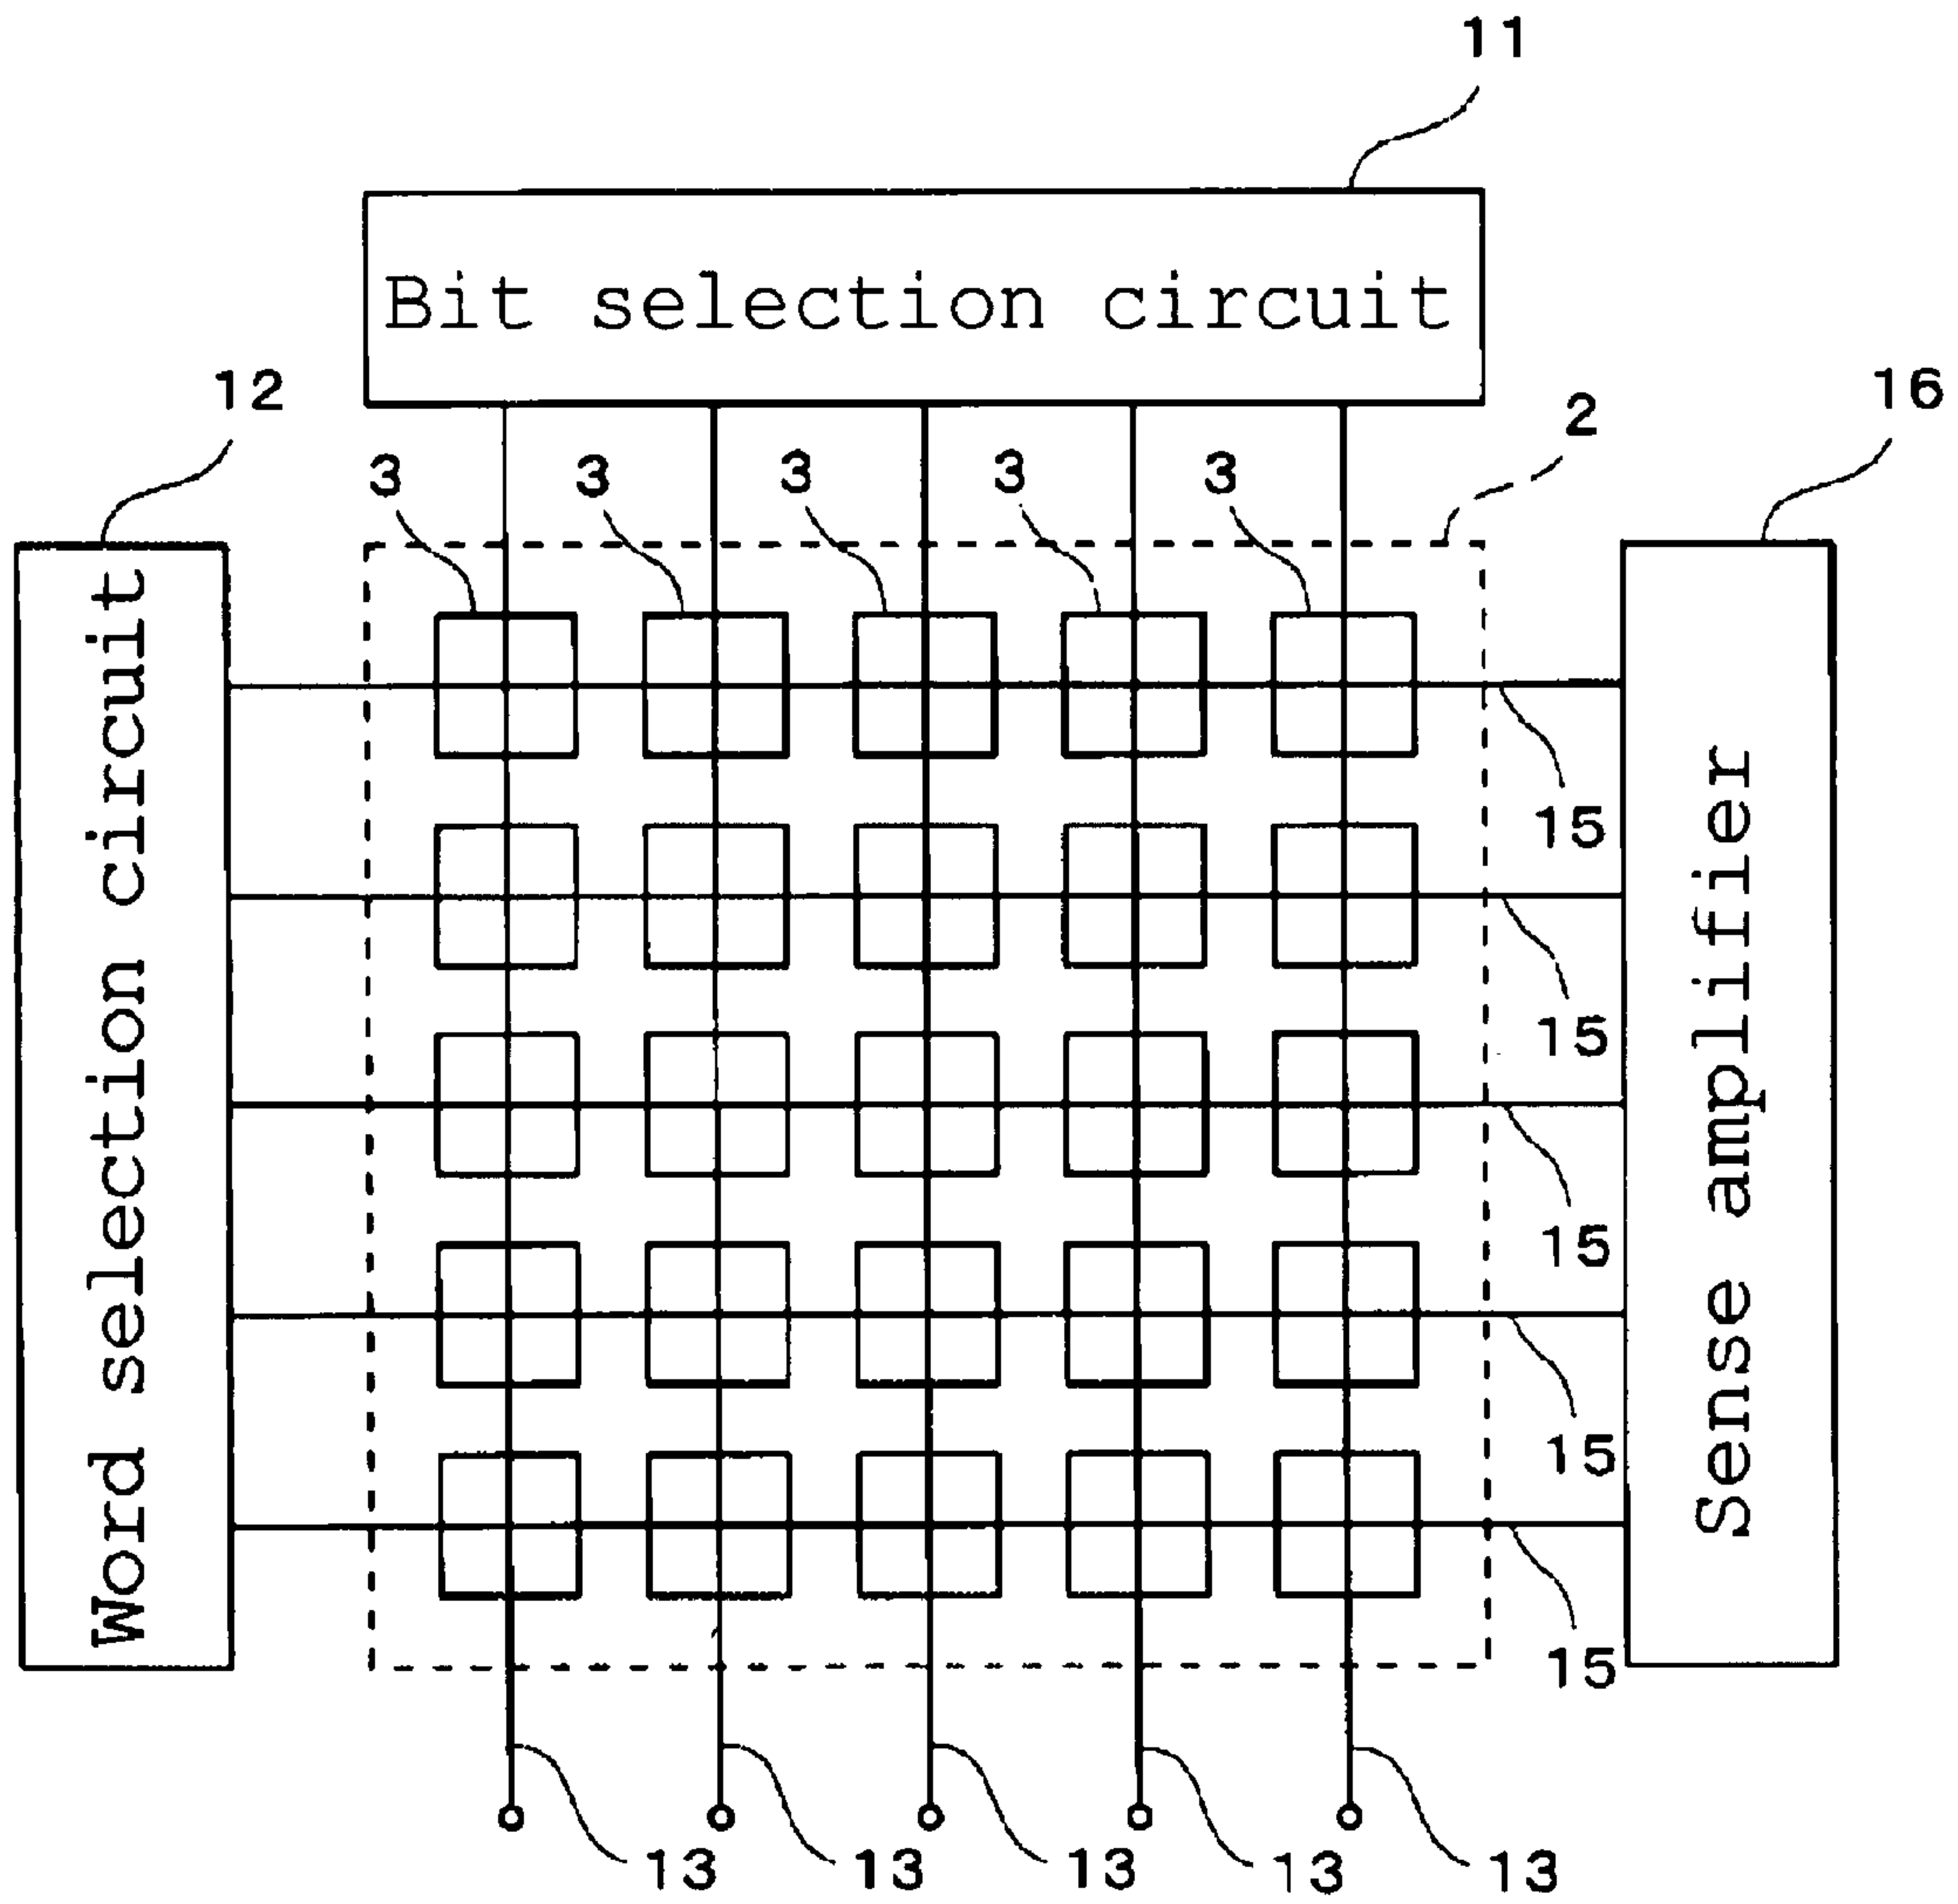 11
Bit selection circuit
12
16
2
3 3 3 3 3
Word selection circuit
Sense amplifier
15
15
15
15
15
13 13 13 13 13